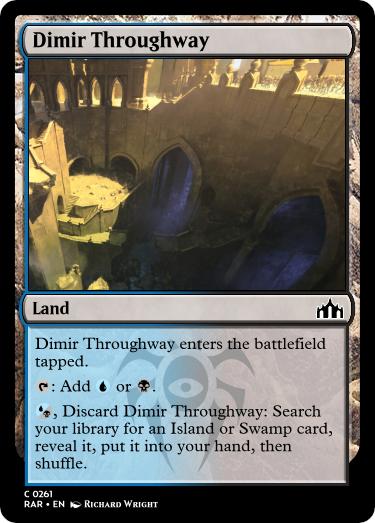 Dimir Throughway
Land
Dimir Throughway enters the battlefield
tapped.
: Add or .
, Discard Dimir Throughway: Search
your library for an Island or Swamp card,
reveal it, put it into your hand, then
shuffle.
C 0261
RAR • EN Richard Wright